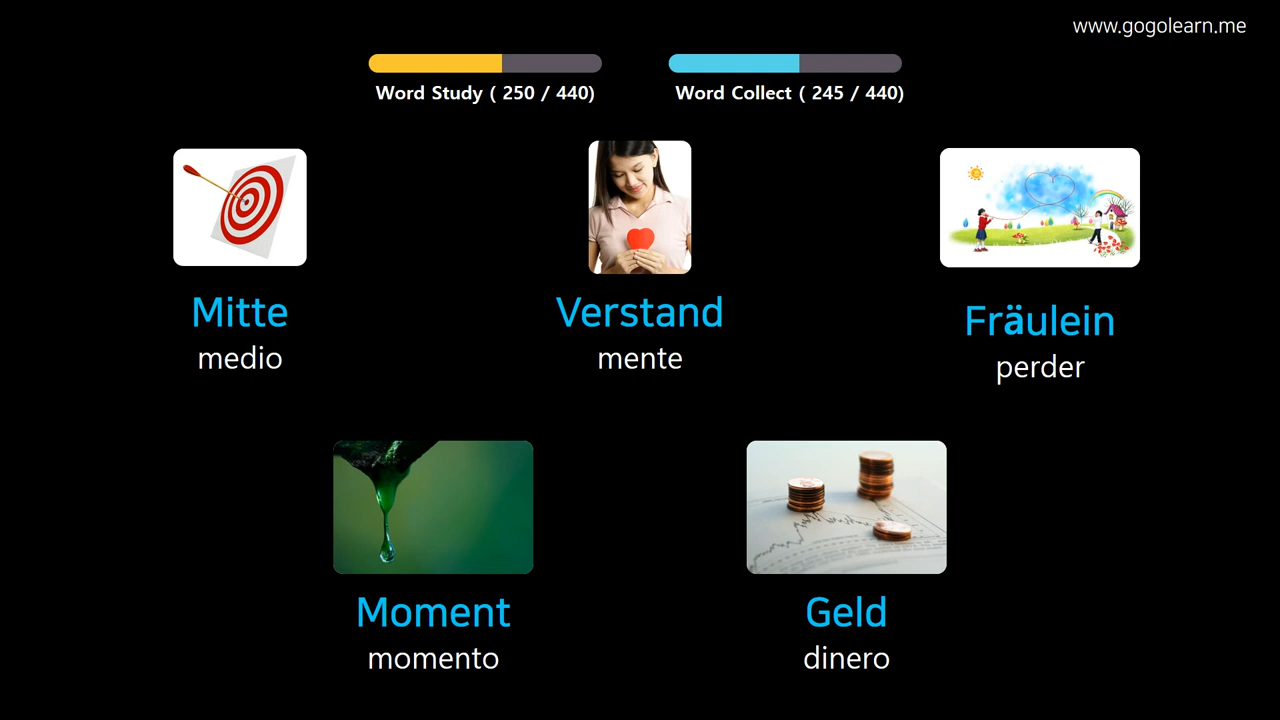 www.gogolearn.me
Word Study ( 250 / 440)
Word Collect ( 245 / 440)
Mitte
medio
Verstand
mente
Fräulein
perder
Moment
momento
Geld
dinero